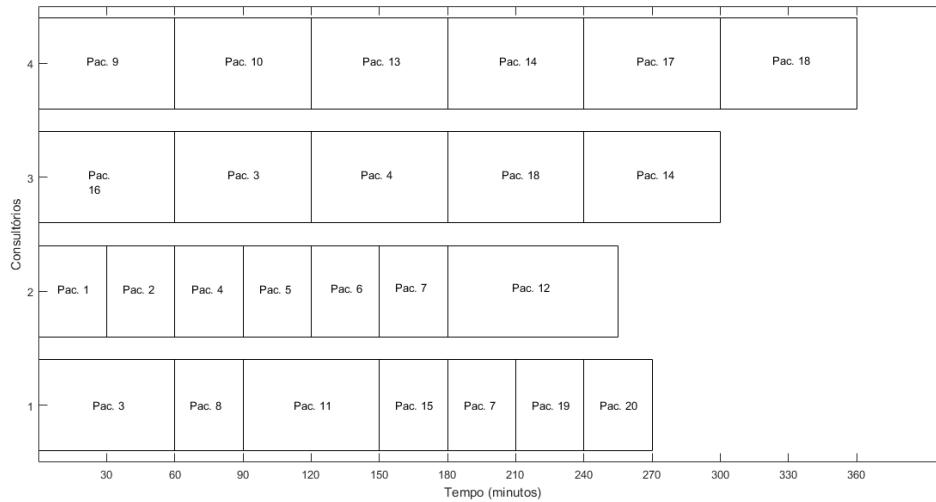 4
Pac. 9
Pac. 10
Pac. 13
Pac. 14
Pac. 17
Pac. 18
3
Pac.
16
Pac. 3
Pac. 4
Pac. 18
Pac. 14
Consultórios
2
Pac. 1
Pac. 2
Pac. 4
Pac. 5
Pac. 6
Pac. 7
Pac. 12
1
Pac. 3
Pac. 8
Pac. 11
Pac. 15
Pac. 7
Pac. 19
Pac. 20
30 60 90 120 150 180 210 240 270 300 330 360
Tempo (minutos)